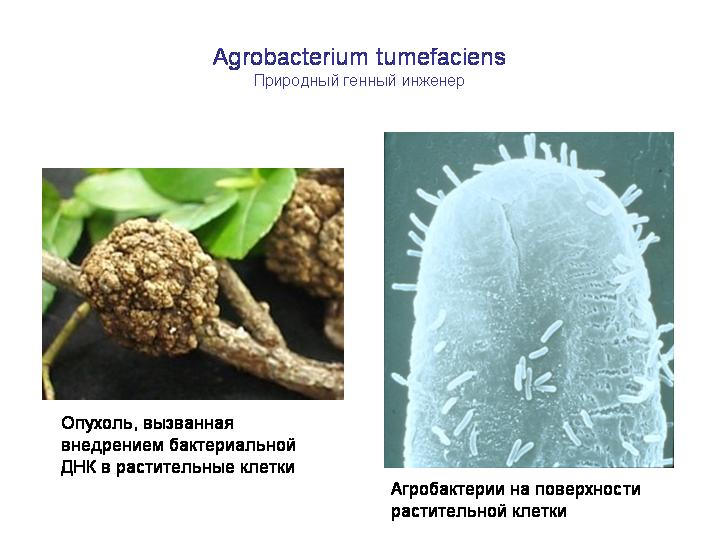 Agrobacterium tumefaciens
Природный генный инженер
Опухоль, вызванная
внедрением бактериальной
ДНК в растительные клетки
Агробактерии на поверхности
растительной клетки